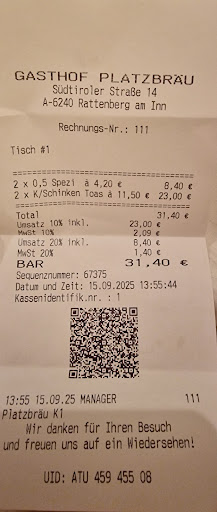 GASTHOF PLATZBRÄU
Südtiroler Straße 14
A-6240 Rattenberg am Inn
Rechnungs-Nr.: 111
Tisch #1
2 x 0,5 Spezi à 4,20 € 8,40 €
2 x K/Schinken Toas à 11,50 € 23,00 €
Total 31,40 €
Umsatz 10% inkl. 23,00 €
MwSt 10% 2,09 €
Umsatz 20% inkl. 8,40 €
MwSt 20% 1,40 €
BAR 31,40 €
Sequenznummer: 67375
Datum und Zeit: 15.09.2025 13:55:44
Kassenidentifik.nr. : 1
13:55 15.09.25 MANAGER 111
Platzbräu K1
Wir danken für Ihren Besuch
und freuen uns auf ein Wiedersehen!
UID: ATU 459 455 08